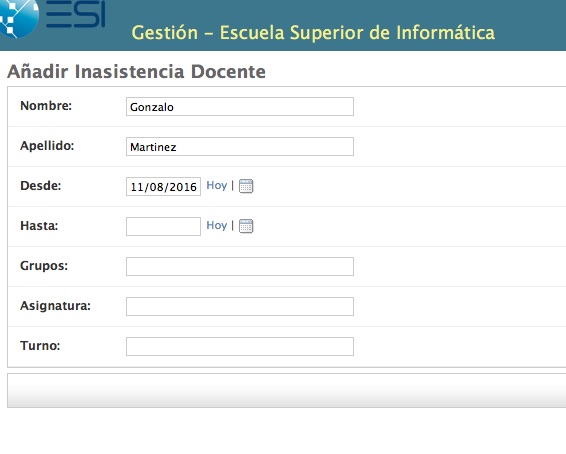 ESI
Gestión - Escuela Superior de Informática
Añadir Inasistencia Docente
Nombre: Gonzalo
Apellido: Martinez
Desde: 11/08/2016 Hoy |
Hasta: Hoy |
Grupos:
Asignatura:
Turno: